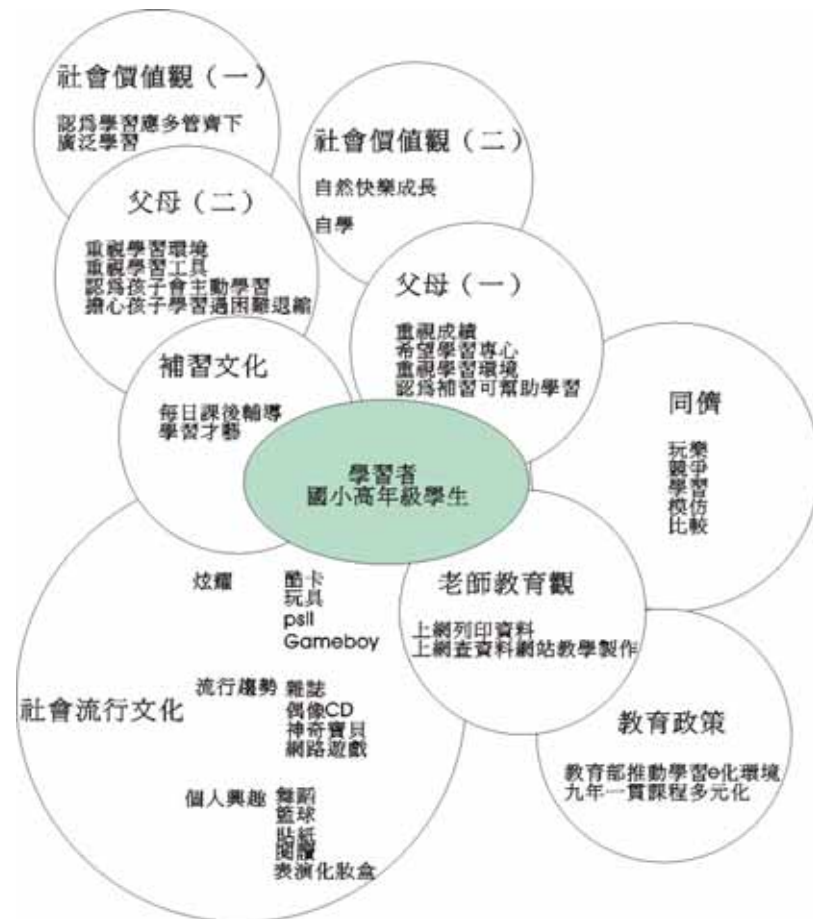 社會價值觀（一）
認為學習應多管齊下
廣泛學習
社會價值觀（二）
自然快樂成長
自學
父母（二）
重視學習環境
重視學習工具
認為孩子會主動學習
擔心孩子學習遇困難退縮
父母（一）
重視成績
希望學習專心
重視學習環境
認為補習可幫助學習
補習文化
每日課後輔導
學習才藝
同儕
玩樂
競爭
學習
模仿
比較
學習者
國小高年級學生
老師教育觀
上網列印資料
上網查資料網站教學製作
社會流行文化
炫耀
酷卡
玩具
psII
Gameboy
流行趨勢
雜誌
偶像CD
神奇寶貝
網路遊戲
個人興趣
舞蹈
籃球
貼紙
閱讀
表演化妝盒
教育政策
教育部推動學習e化環境
九年一貫課程多元化